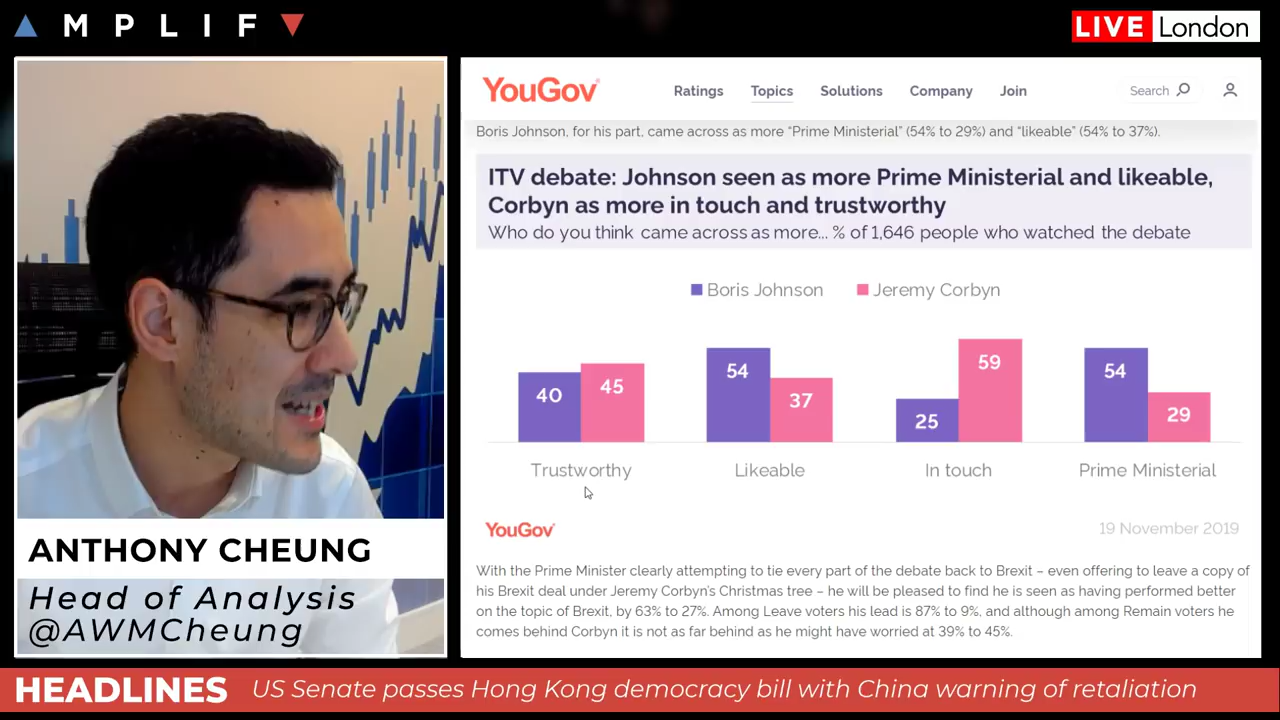 ▲ M P L I F ▼
LIVE London
YouGov
Ratings Topics Solutions Company Join Search
Boris Johnson, for his part, came across as more “Prime Ministerial” (54% to 29%) and “likeable” (54% to 37%).
ITV debate: Johnson seen as more Prime Ministerial and likeable,
Corbyn as more in touch and trustworthy
Who do you think came across as more... % of 1,646 people who watched the debate
Boris Johnson Jeremy Corbyn
40 45 54 37 25 59 54 29
Trustworthy Likeable In touch Prime Ministerial
YouGov 19 November 2019
With the Prime Minister clearly attempting to tie every part of the debate back to Brexit – even offering to leave a copy of
his Brexit deal under Jeremy Corbyn's Christmas tree – he will be pleased to find he is seen as having performed better
on the topic of Brexit, by 63% to 27%. Among Leave voters his lead is 87% to 9%, and although among Remain voters he
comes behind Corbyn it is not as far behind as he might have worried at 39% to 45%.
ANTHONY CHEUNG
Head of Analysis
@AWMCheung
HEADLINES US Senate passes Hong Kong democracy bill with China warning of retaliation